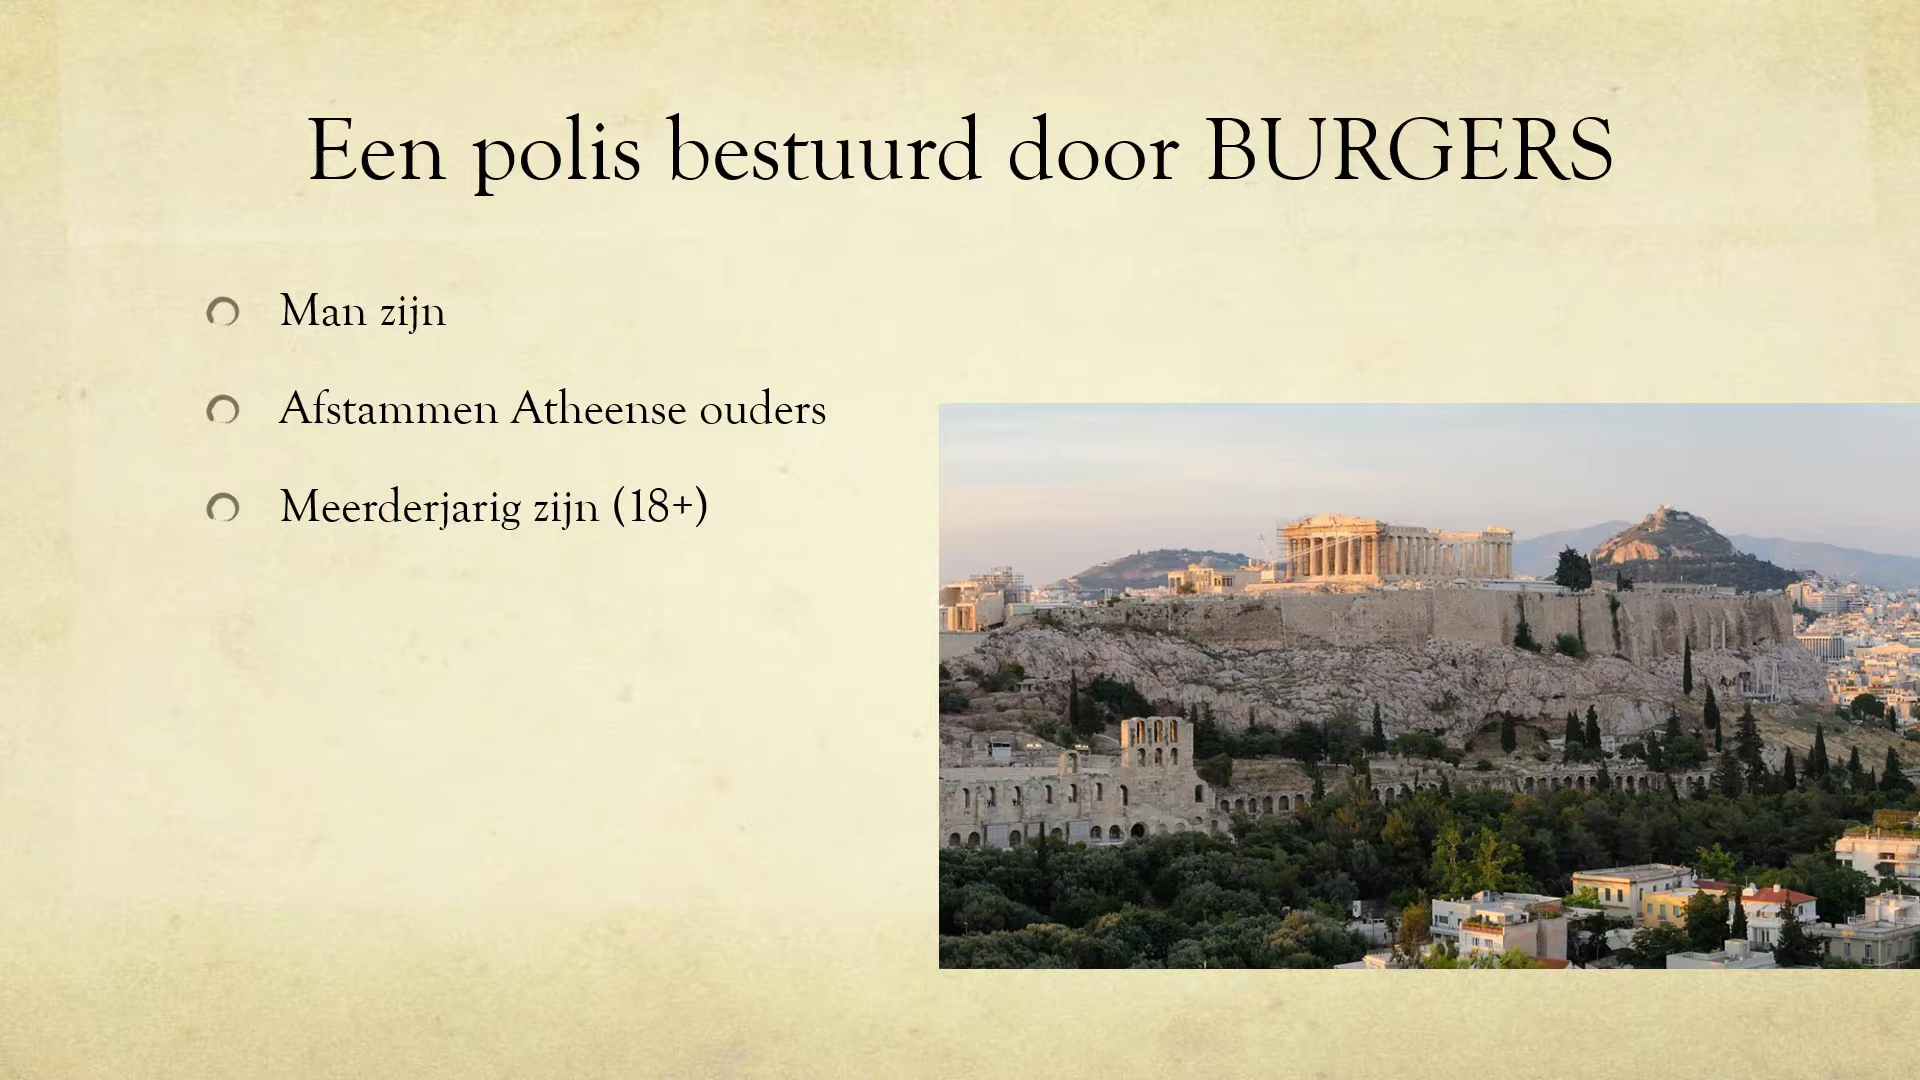 Een polis bestuurd door BURGERS
Man zijn
Afstammen Atheense ouders
Meerderjarig zijn (18+)